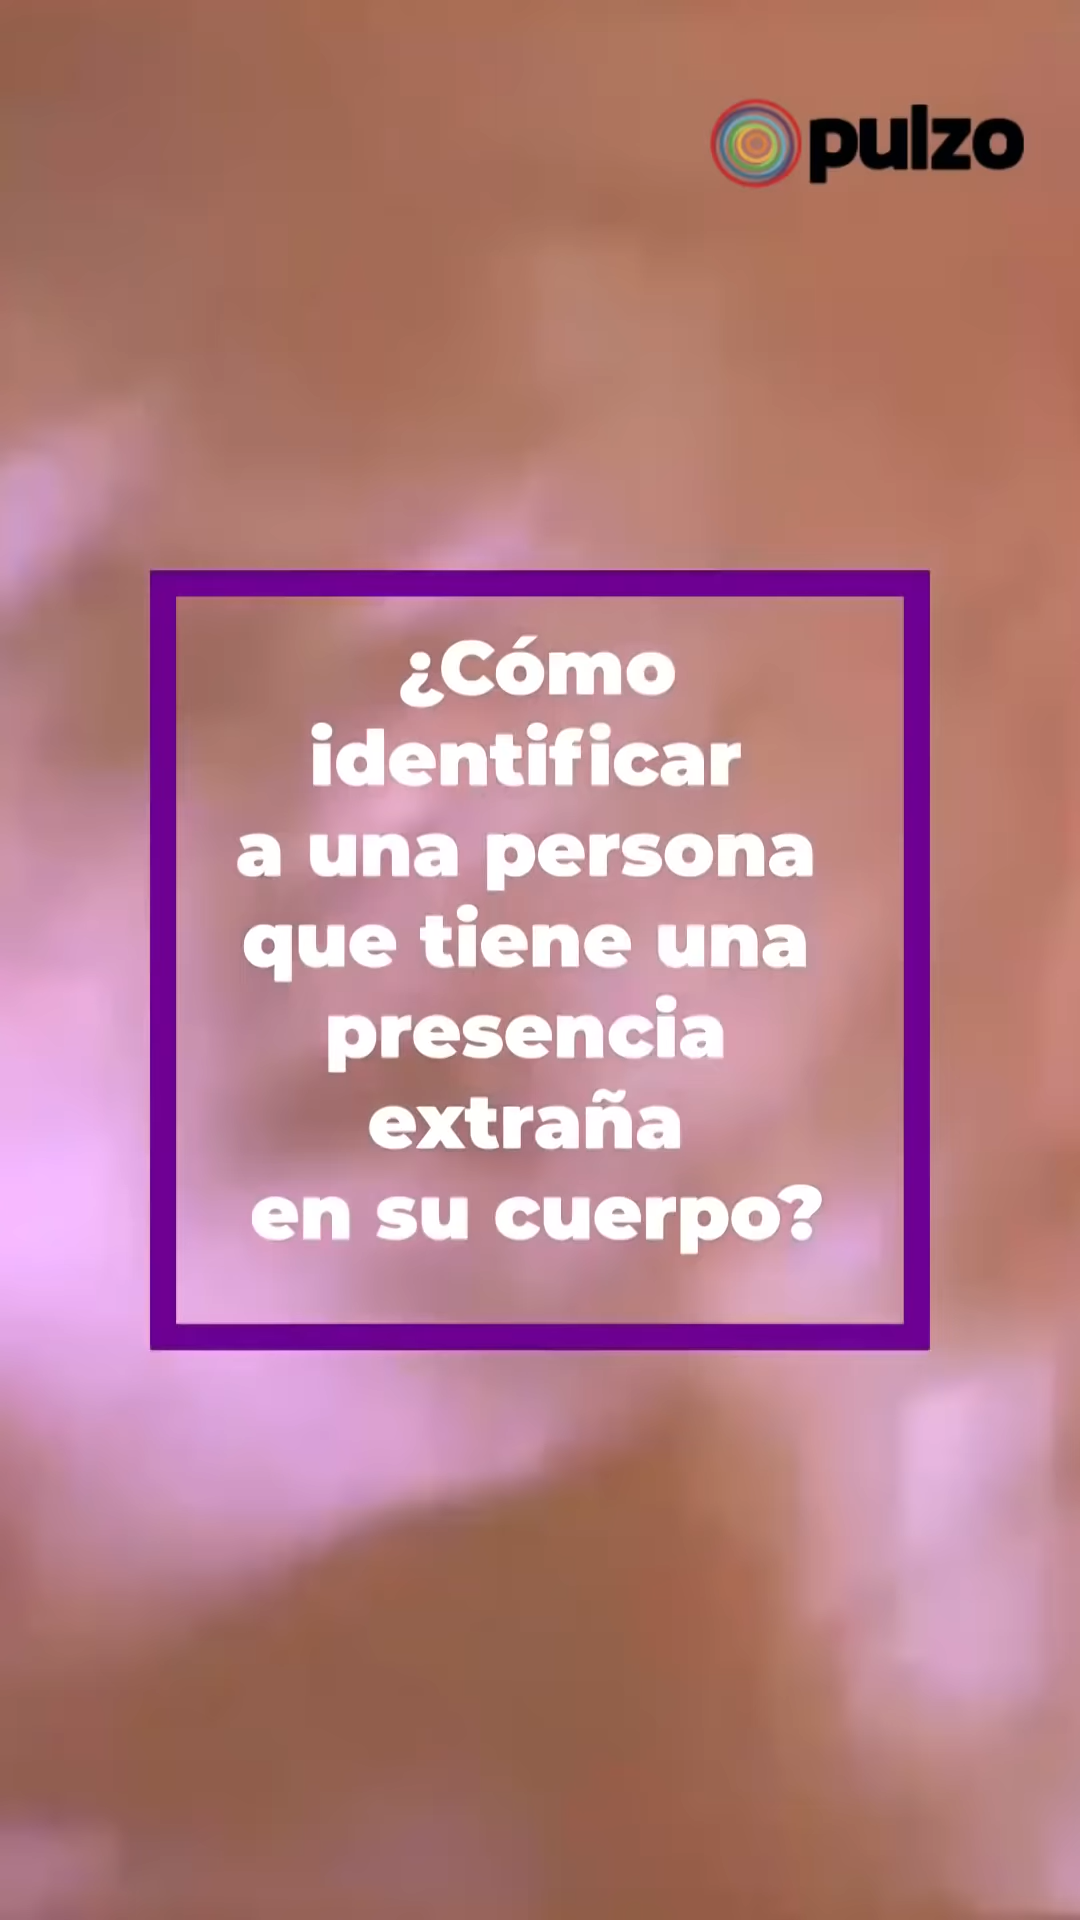 pulzo
¿Cómo
identificar
a una persona
que tiene una
presencia
extraña
en su cuerpo?